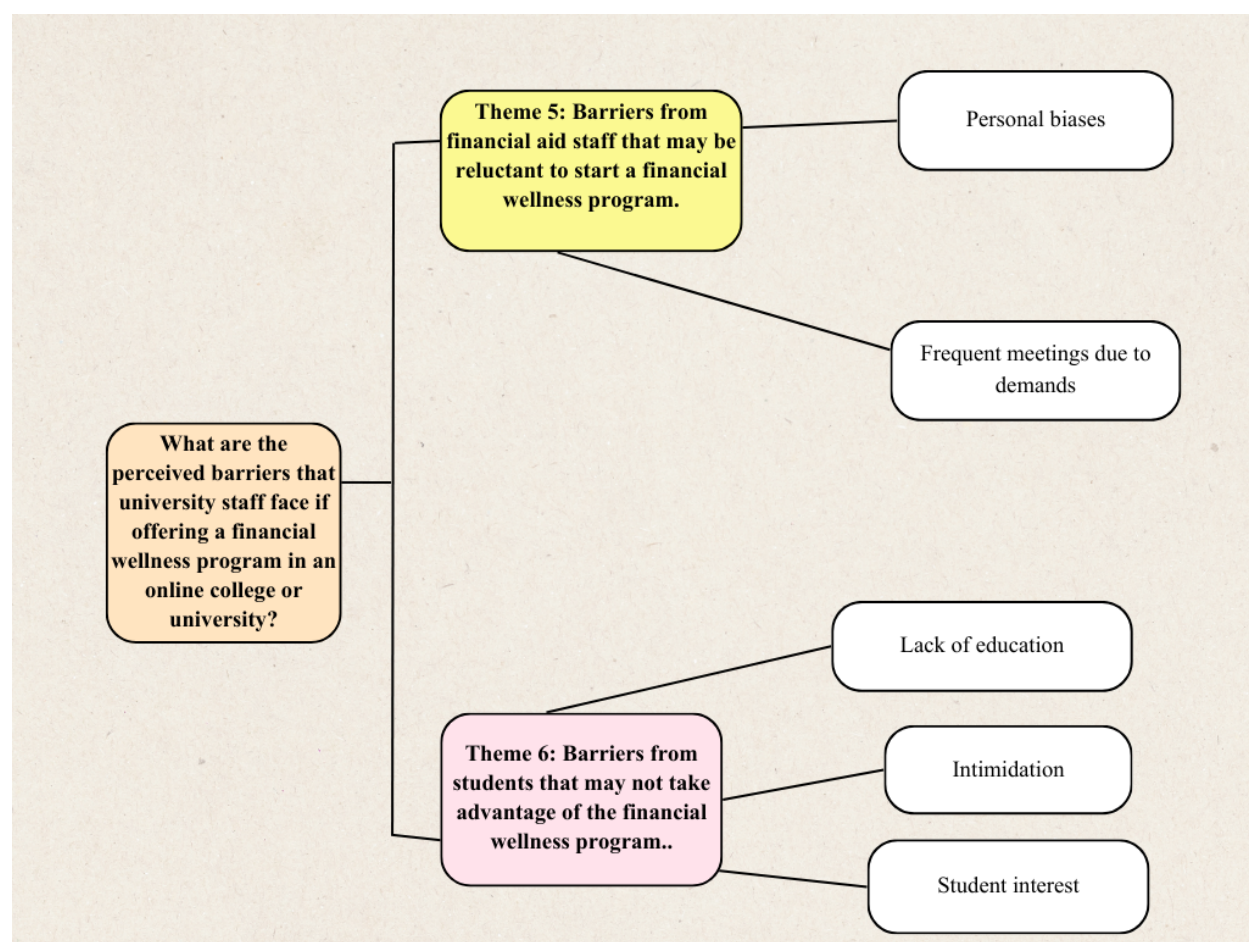 What are the
perceived barriers that
university staff face if
offering a financial
wellness program in an
online college or
university?
Theme 5: Barriers from
financial aid staff that may be
reluctant to start a financial
wellness program.
Personal biases
Frequent meetings due to
demands
Theme 6: Barriers from
students that may not take
advantage of the financial
wellness program..
Lack of education
Intimidation
Student interest